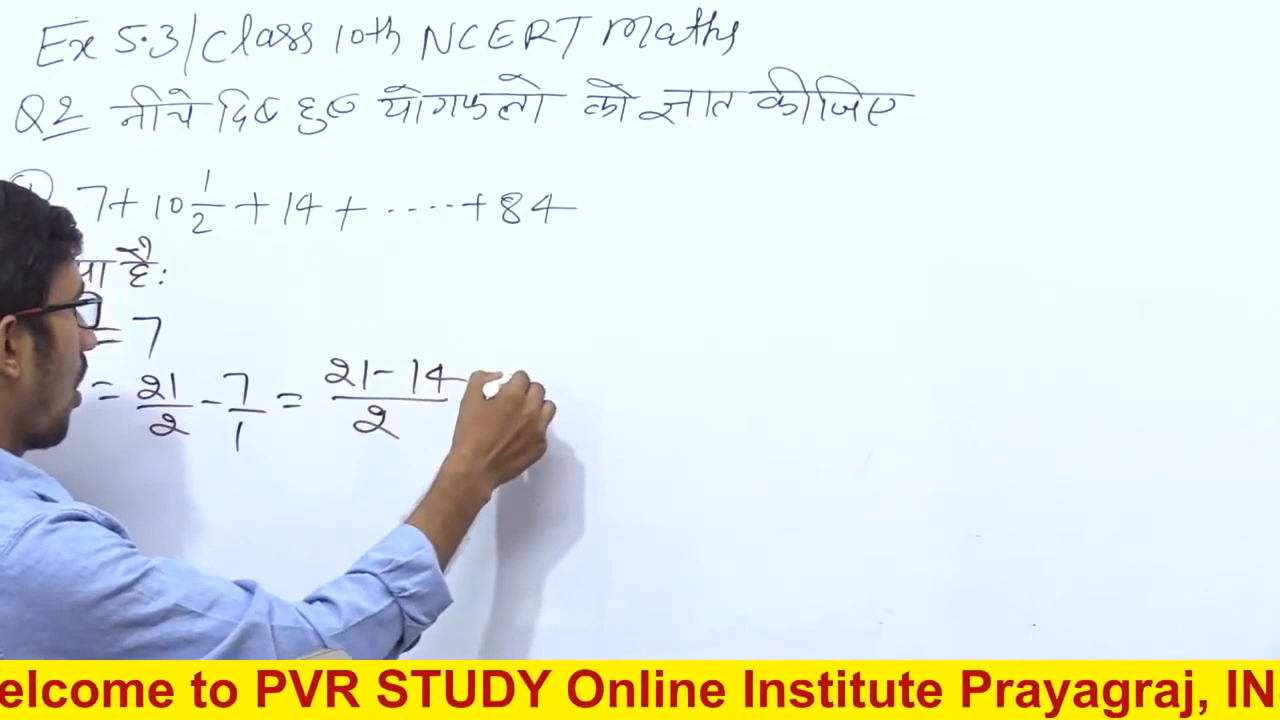 Ex 5.3/Class 10th NCERT Maths
Q2 नीचे दिए हुए योगफलों को ज्ञात कीजिए
7+ 10 1/2 + 14 + .....+ 84
है:
= 7
= 21/2 - 7/1 = 21- 14/2
elcome to PVR STUDY Online Institute Prayagraj, IN